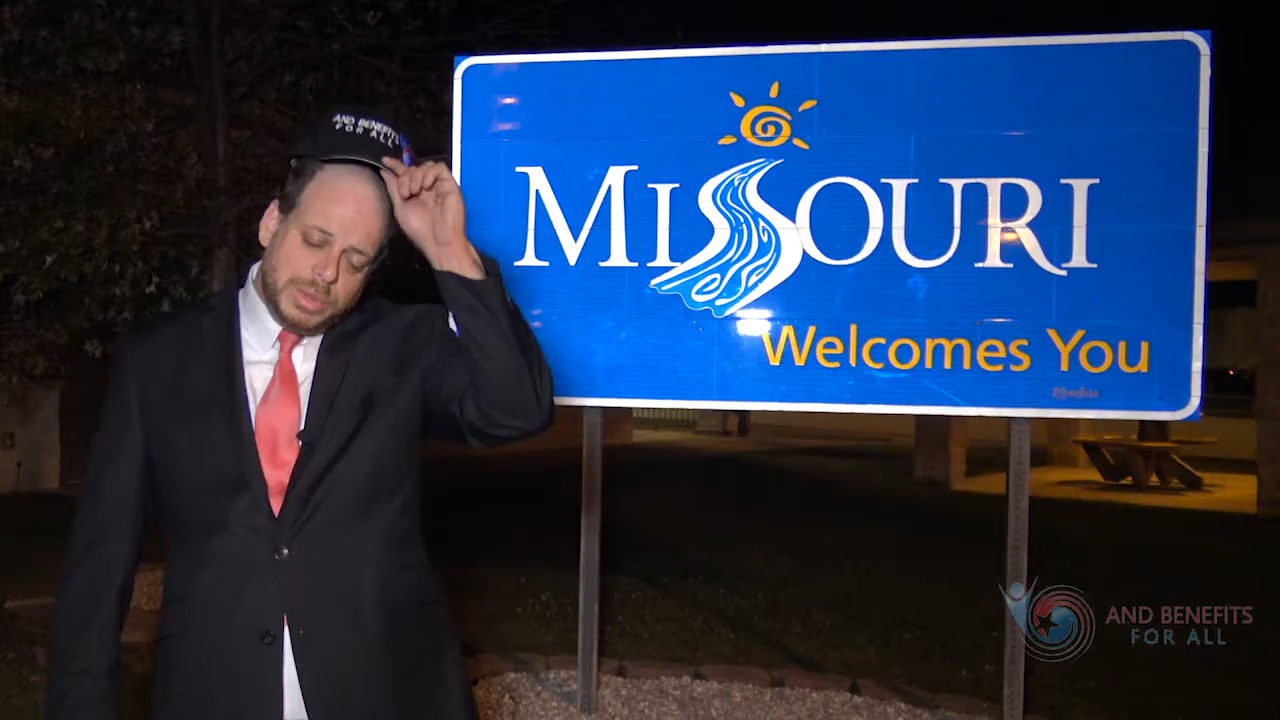 AND BENEFITS
FOR ALL
MISSOURI
Welcomes You
AND BENEFITS
FOR ALL